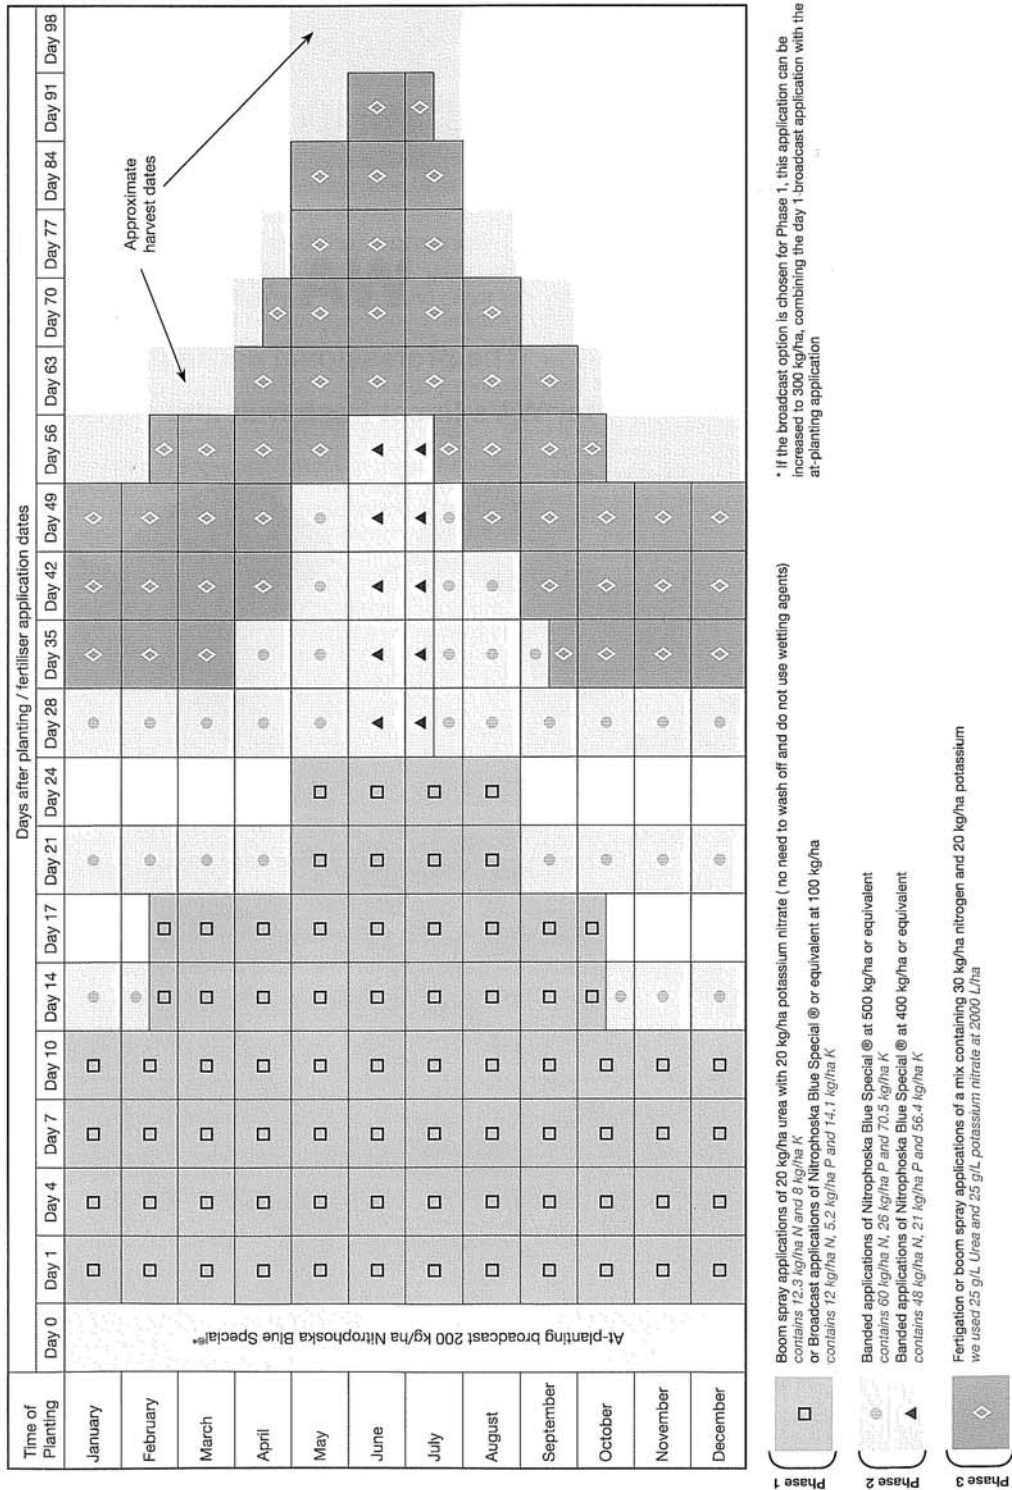 Days after planting / fertiliser application dates
Time of
Planting
Day 0
Day 1
Day 4
Day 7
Day 10
Day 14
Day 17
Day 21
Day 24
Day 28
Day 35
Day 42
Day 49
Day 56
Day 63
Day 70
Day 77
Day 84
Day 91
Day 98
January
February
March
April
May
June
July
August
September
October
November
December
At-planting broadcast 200 kg/ha Nitrophoska Blue Special®*
Approximate
harvest dates
Phase 1
Boom spray applications of 20 kg/ha urea with 20 kg/ha potassium nitrate ( no need to wash off and do not use wetting agents)
contains 12.3 kg/ha N and 8 kg/ha K
or Broadcast applications of Nitrophoska Blue Special ® or equivalent at 100 kg/ha
contains 12 kg/ha N, 5.2 kg/ha P and 14.1 kg/ha K
Phase 2
Banded applications of Nitrophoska Blue Special ® at 500 kg/ha or equivalent
contains 60 kg/ha N, 26 kg/ha P and 70.5 kg/ha K
Banded applications of Nitrophoska Blue Special ® at 400 kg/ha or equivalent
contains 48 kg/ha N, 21 kg/ha P and 56.4 kg/ha K
Phase 3
Fertigation or boom spray applications of a mix containing 30 kg/ha nitrogen and 20 kg/ha potassium
we used 25 g/L Urea and 25 g/L potassium nitrate at 2000 L/ha
* If the broadcast option is chosen for Phase 1, this application can be
increased to 300 kg/ha, combining the day 1-broadcast application with the
at-planting application